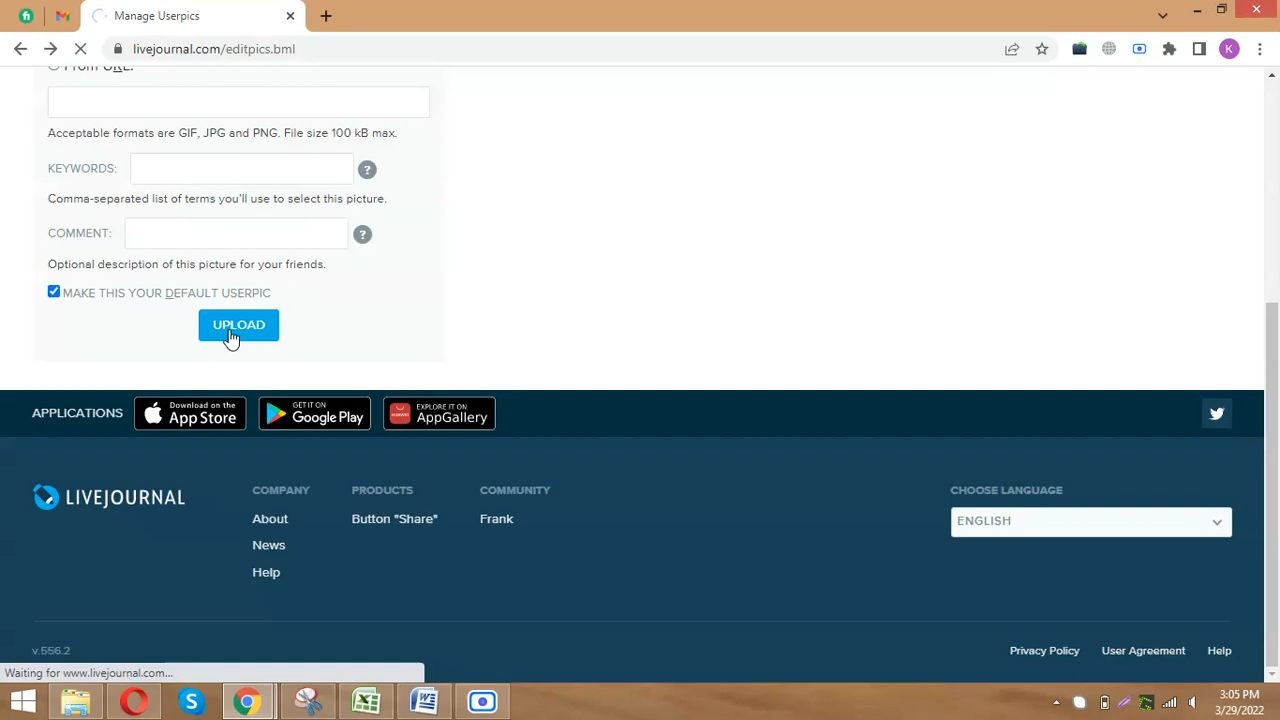 Manage Userpics
livejournal.com/editpics.bml
K
From URL:
Acceptable formats are GIF, JPG and PNG. File size 100 kB max.
KEYWORDS:
?
Comma-separated list of terms you'll use to select this picture.
COMMENT:
?
Optional description of this picture for your friends.
MAKE THIS YOUR DEFAULT USERPIC
UPLOAD
APPLICATIONS
Download on the
App Store
GET IT ON
Google Play
EXPLORE IT ON
AppGallery
LIVEJOURNAL
COMPANY
About
News
Help
PRODUCTS
Button "Share"
COMMUNITY
Frank
CHOOSE LANGUAGE
ENGLISH
v.556.2
Privacy Policy
User Agreement
Help
Waiting for www.livejournal.com...
3:05 PM
3/29/2022